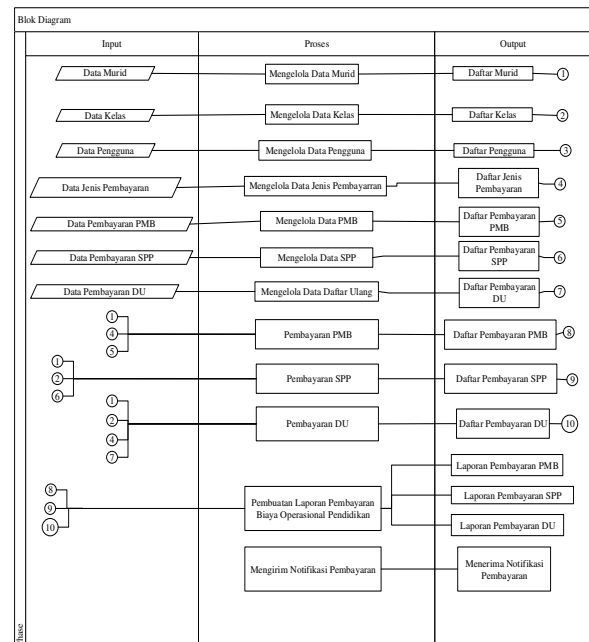 Blok Diagram
Input
Proses
Output
Data Murid
Mengelola Data Murid
Daftar Murid
1
Data Kelas
Mengelola Data Kelas
Daftar Kelas
2
Data Pengguna
Mengelola Data Pengguna
Daftar Pengguna
3
Data Jenis Pembayaran
Mengelola Data Jenis Pembayarran
Daftar Jenis
Pembayaran
4
Data Pembayaran PMB
Mengelola Data PMB
Daftar Pembayaran
PMB
5
Data Pembayaran SPP
Mengelola Data SPP
Daftar Pembayaran
SPP
6
Data Pembayaran DU
Mengelola Data Daftar Ulang
Daftar Pembayaran
DU
7
1
4
5
Pembayaran PMB
Daftar Pembayaran PMB
8
1
2
6
Pembayaran SPP
Daftar Pembayaran SPP
9
1
2
4
7
Pembayaran DU
Daftar Pembayaran DU
10
8
9
10
Pembuatan Laporan Pembayaran
Biaya Operasional Pendidikan
Laporan Pembayaran PMB
Laporan Pembayaran SPP
Laporan Pembayaran DU
Mengirim Notifikasi Pembayaran
Menerima Notifikasi
Pembayaran
hase